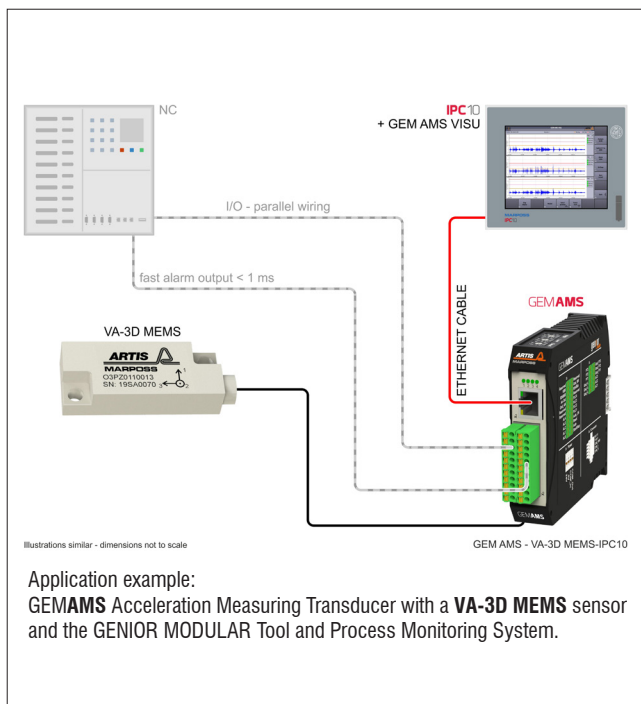 NC
IPC10
+ GEM AMS VISU
I/O - parallel wiring
fast alarm output < 1 ms
MARPOSS
IPC10
ETHERNET CABLE
GEMAMS
VA-3D MEMS
ARTIS
MARPOSS
O3PZ0110013
SN: 19SA0070
1
3
2
ARTIS
MARPOSS
GEMAMS
Illustrations similar - dimensions not to scale
GEM AMS - VA-3D MEMS-IPC10
Application example:
GEMAMS Acceleration Measuring Transducer with a VA-3D MEMS sensor
and the GENIOR MODULAR Tool and Process Monitoring System.